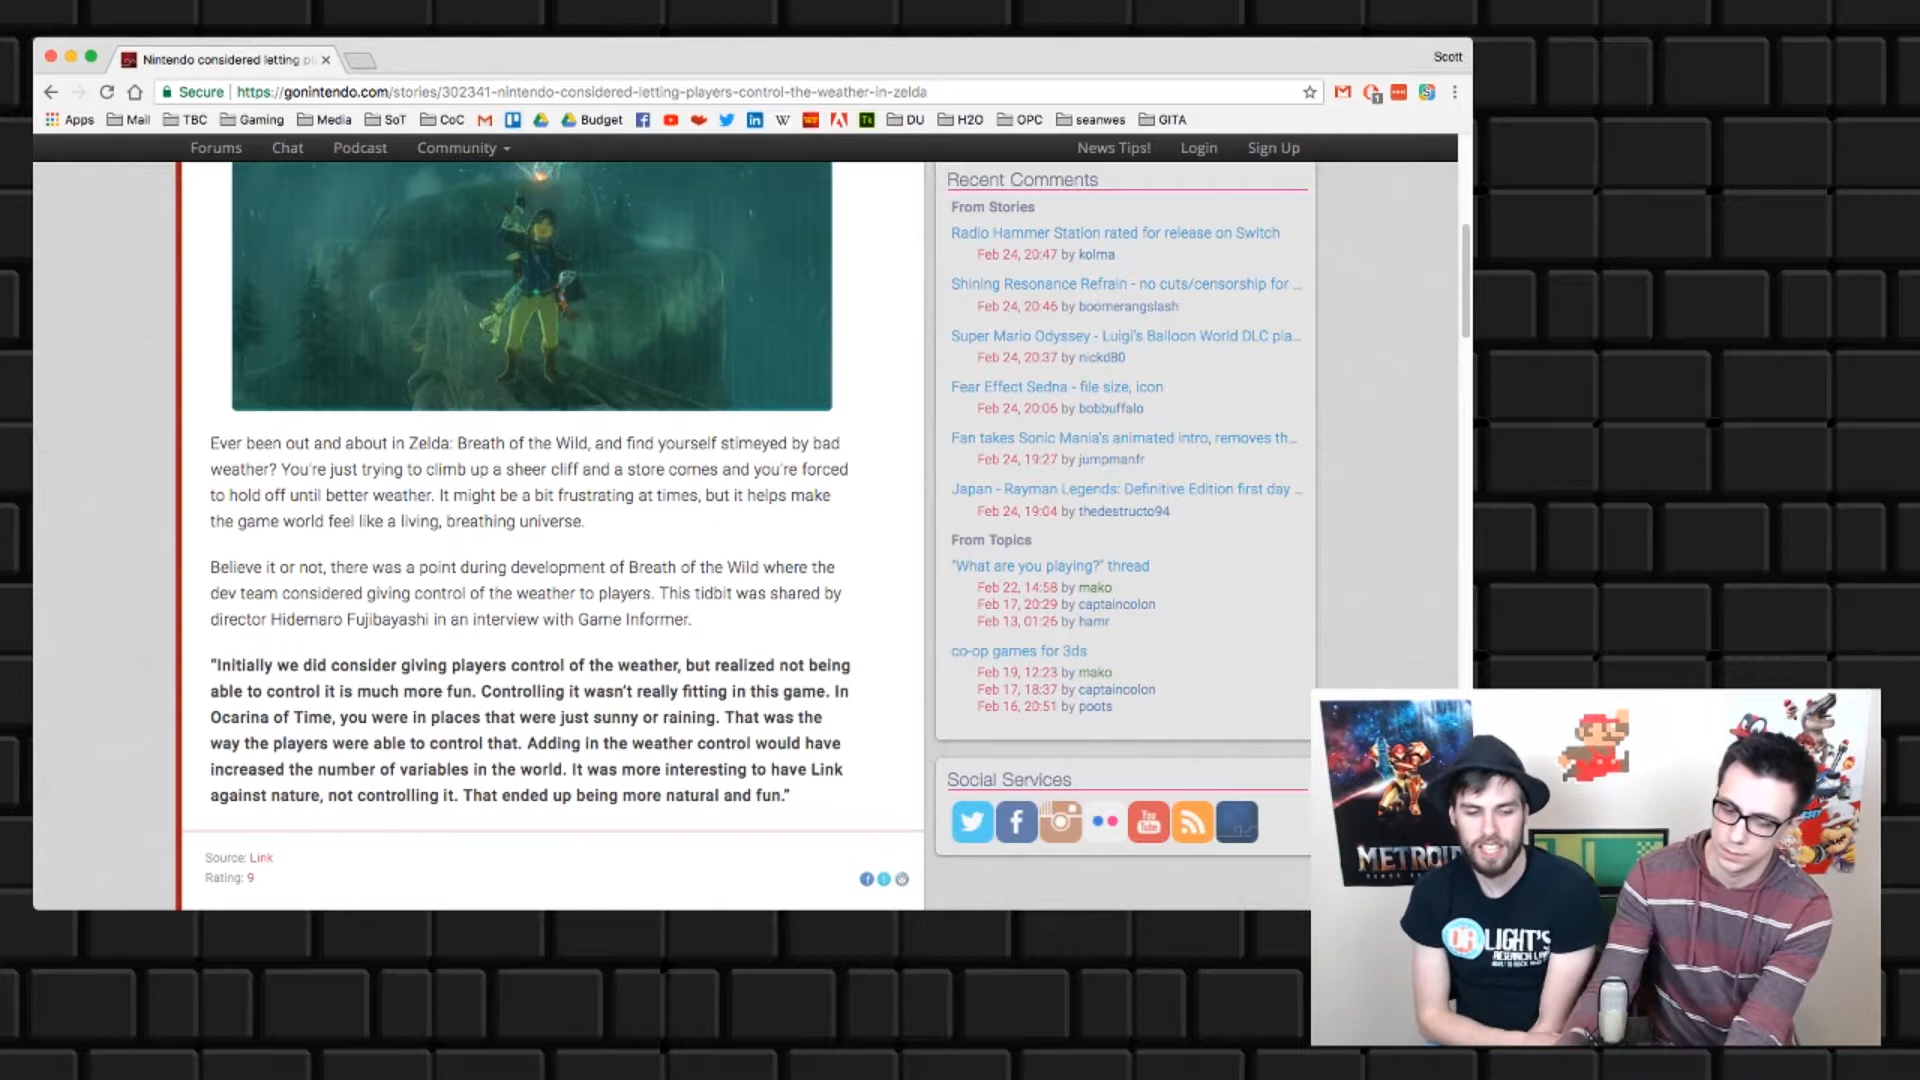 Nintendo considered letting pl
Scott
Secure | https://gonintendo.com/stories/302341-nintendo-considered-letting-players-control-the-weather-in-zelda
Apps Mail TBC Gaming Media SoT CoC Budget DU H2O OPC seanwes GITA
Forums Chat Podcast Community News Tips! Login Sign Up
Ever been out and about in Zelda: Breath of the Wild, and find yourself stimeyed by bad
weather? You're just trying to climb up a sheer cliff and a store comes and you're forced
to hold off until better weather. It might be a bit frustrating at times, but it helps make
the game world feel like a living, breathing universe.
Believe it or not, there was a point during development of Breath of the Wild where the
dev team considered giving control of the weather to players. This tidbit was shared by
director Hidemaro Fujibayashi in an interview with Game Informer.
"Initially we did consider giving players control of the weather, but realized not being
able to control it is much more fun. Controlling it wasn't really fitting in this game. In
Ocarina of Time, you were in places that were just sunny or raining. That was the
way the players were able to control that. Adding in the weather control would have
increased the number of variables in the world. It was more interesting to have Link
against nature, not controlling it. That ended up being more natural and fun."
Source: Link
Rating: 9
Recent Comments
From Stories
Radio Hammer Station rated for release on Switch
Feb 24, 20:47 by kolma
Shining Resonance Refrain - no cuts/censorship for ...
Feb 24, 20:46 by boomerangslash
Super Mario Odyssey - Luigi's Balloon World DLC pla...
Feb 24, 20:37 by nickd80
Fear Effect Sedna - file size, icon
Feb 24, 20:06 by bobbuffalo
Fan takes Sonic Mania's animated intro, removes th...
Feb 24, 19:27 by jumpmanfr
Japan - Rayman Legends: Definitive Edition first day ...
Feb 24, 19:04 by thedestructo94
From Topics
"What are you playing?" thread
Feb 22, 14:58 by mako
Feb 17, 20:29 by captaincolon
Feb 13, 01:26 by hamr
co-op games for 3ds
Feb 19, 12:23 by mako
Feb 17, 18:37 by captaincolon
Feb 16, 20:51 by poots
Social Services
You
Tube
METROID
LIGHT'S
RESEARCH